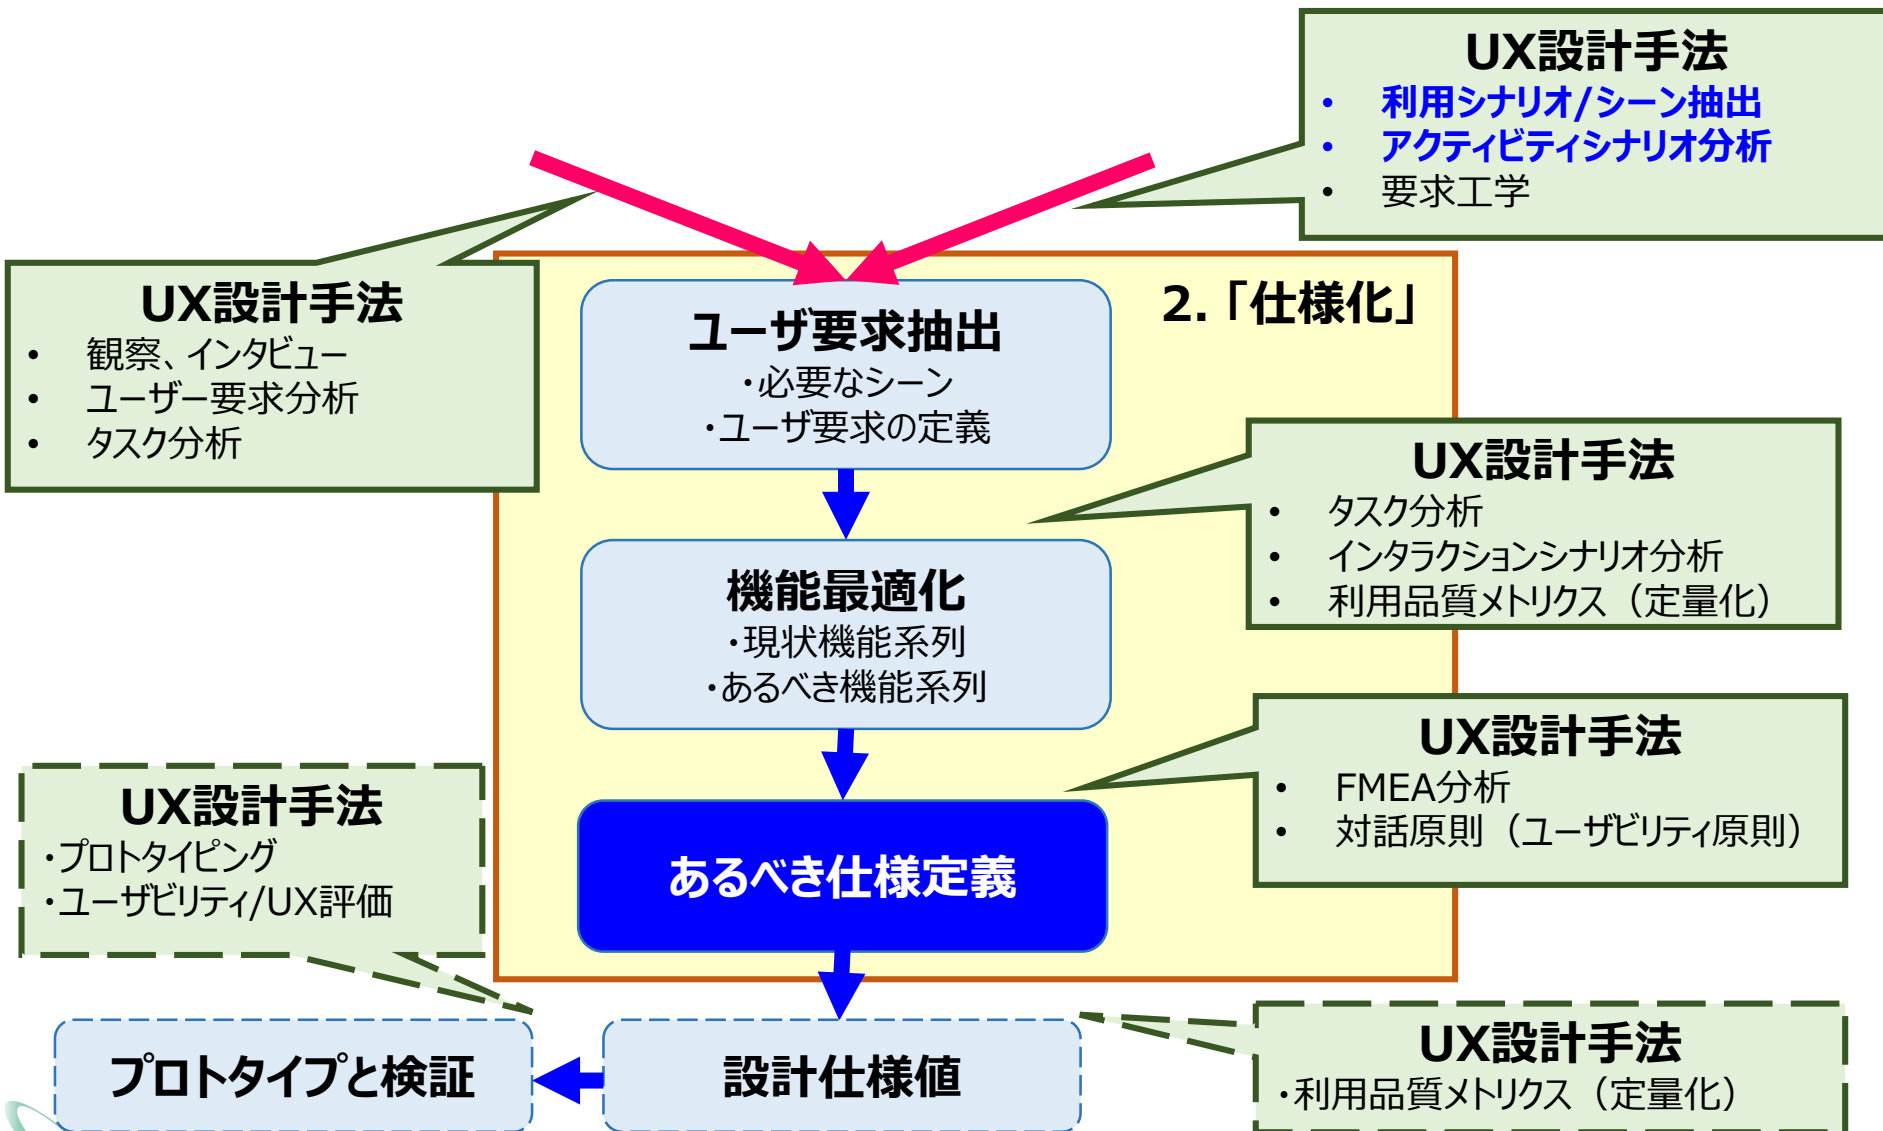 UX設計手法
• 利用シナリオ/シーン抽出
• アクティビティシナリオ分析
• 要求工学
UX設計手法
• 観察、インタビュー
• ユーザー要求分析
• タスク分析
2.「仕様化」
ユーザ要求抽出
・必要なシーン
・ユーザ要求の定義
UX設計手法
• タスク分析
• インタラクションシナリオ分析
• 利用品質メトリクス（定量化）
機能最適化
・現状機能系列
・あるべき機能系列
UX設計手法
• FMEA分析
• 対話原則（ユーザビリティ原則）
UX設計手法
・プロトタイピング
・ユーザビリティ/UX評価
あるべき仕様定義
プロトタイプと検証
設計仕様値
UX設計手法
・利用品質メトリクス（定量化）